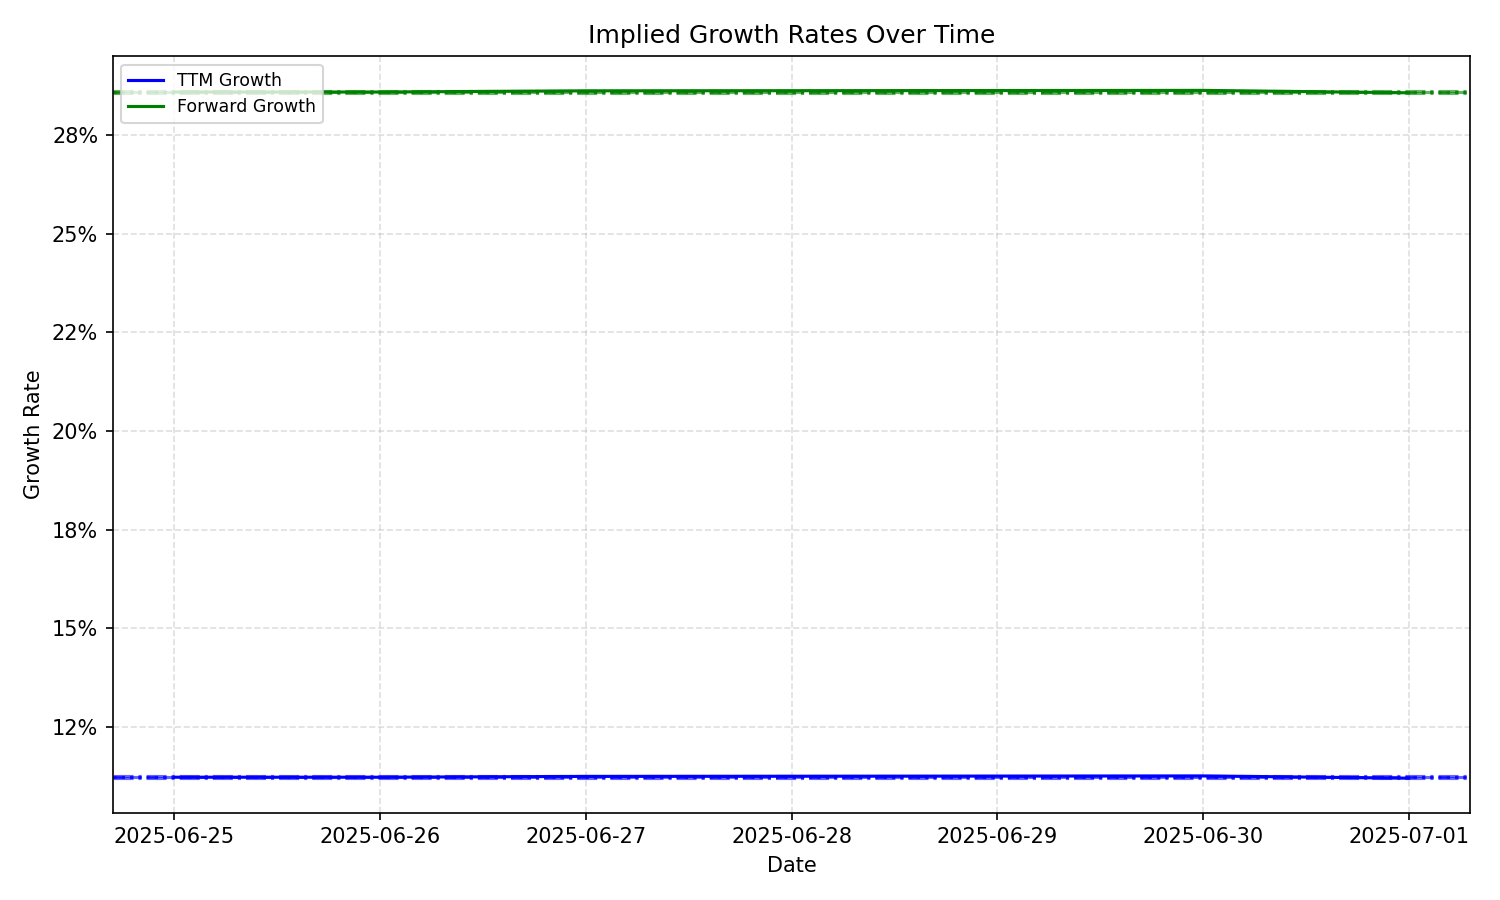 Implied Growth Rates Over Time
TTM Growth
Forward Growth
28%
25%
22%
20%
18%
15%
12%
Growth Rate
2025-06-25
2025-06-26
2025-06-27
2025-06-28
2025-06-29
2025-06-30
2025-07-01
Date